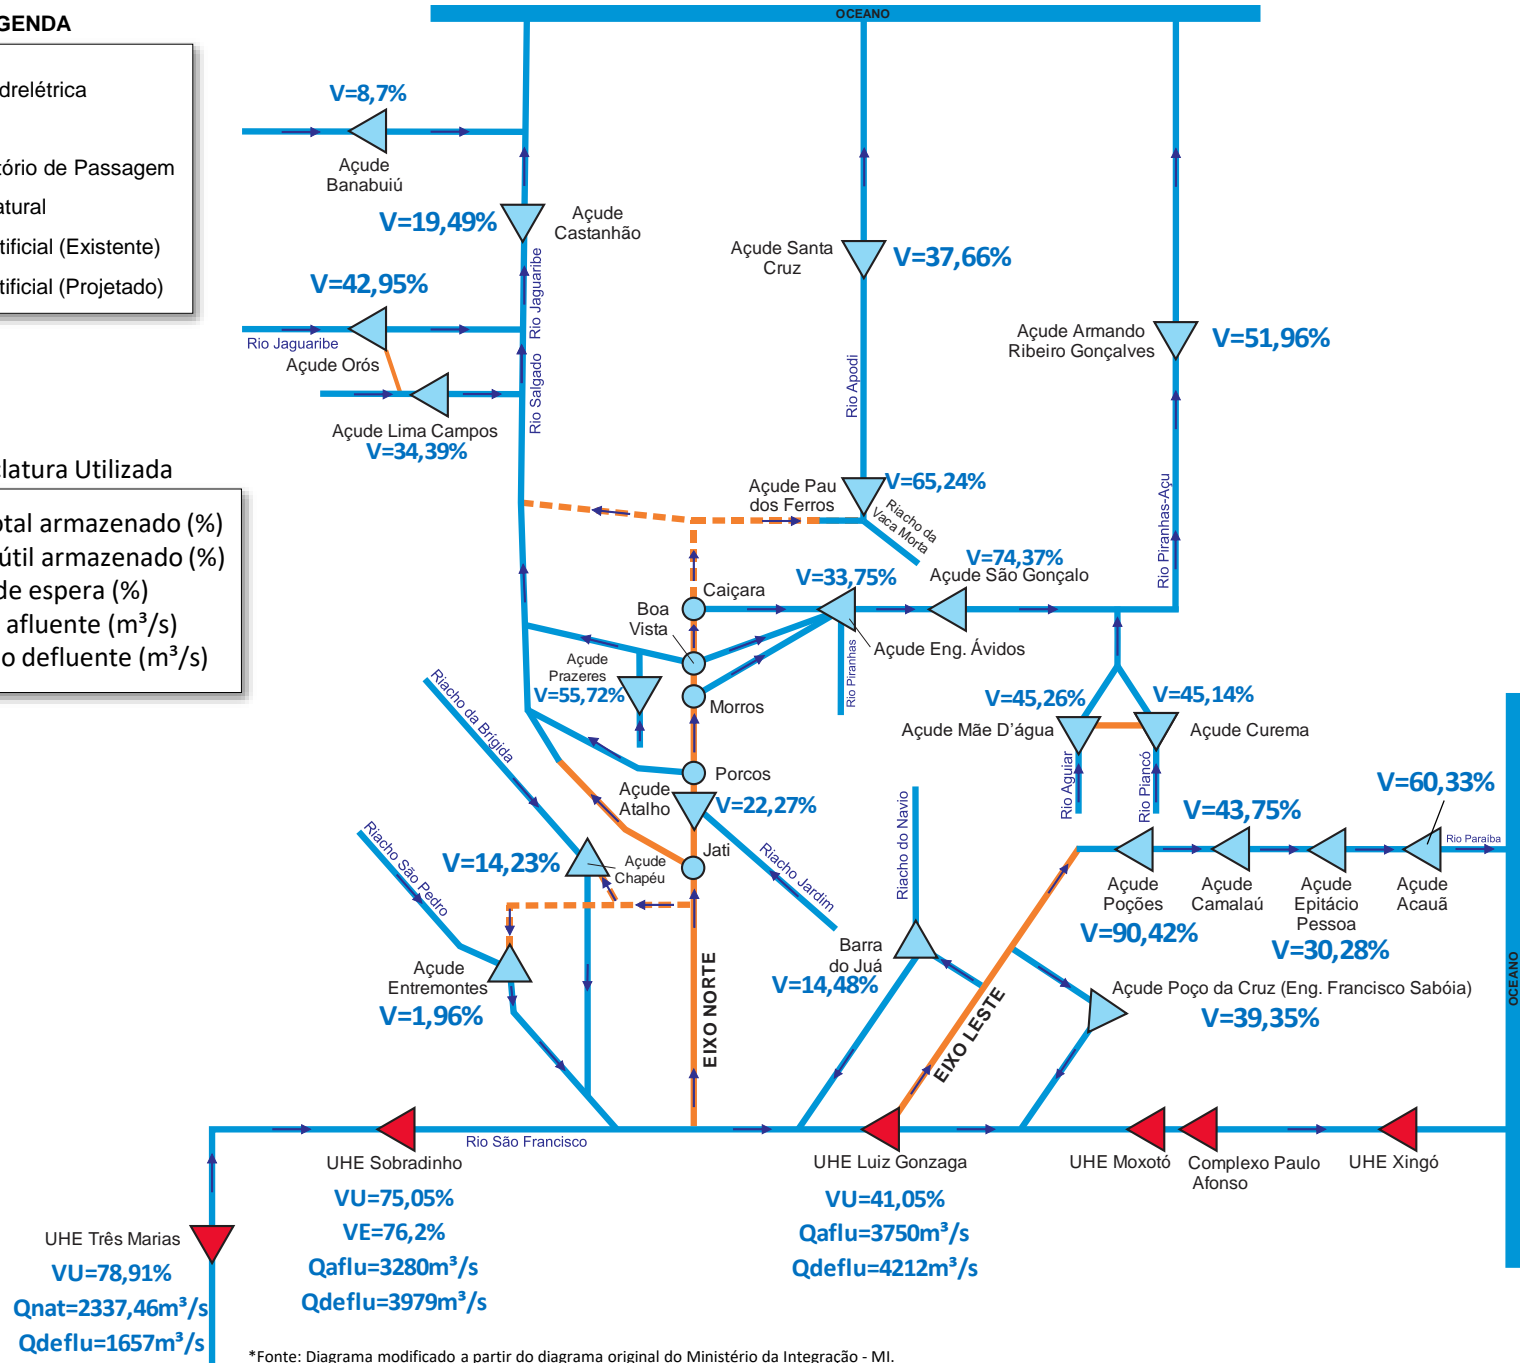 GENDA
drelétrica
tório de Passagem
atural
tificial (Existente)
tificial (Projetado)
OCEANO
V=8,7%
Açude
Banabuiú
V=19,49%
Açude
Castanhão
V=42,95%
Rio Jaguaribe
Rio Jaguaribe
Açude Orós
Rio Salgado
Açude Lima Campos
V=34,39%
Açude Santa
Cruz
V=37,66%
Rio Apodi
Açude Armando
Ribeiro Gonçalves
V=51,96%
Rio Piranhas-Açu
clatura Utilizada
otal armazenado (%)
útil armazenado (%)
de espera (%)
afluente (m³/s)
o defluente (m³/s)
Açude Pau
dos Ferros
V=65,24%
Riacho da
Vaca Morta
V=74,37%
Açude São Gonçalo
V=33,75%
Caiçara
Boa
Vista
Açude Eng. Ávidos
Rio Piranhas
Açude
Prazeres
V=55,72%
Morros
Riacho da Brígida
V=45,26%
V=45,14%
Açude Mãe D'água
Açude Curema
Rio Aguiar
Rio Piancó
Porcos
Açude
Atalho
V=22,27%
Jati
Riacho Jardim
Riacho São Pedro
V=14,23%
Açude
Chapéu
Riacho do Navio
V=60,33%
V=43,75%
Rio Paraíba
Açude
Poções
V=90,42%
Açude
Camalaú
Açude
Epitácio
Pessoa
V=30,28%
Açude
Acauã
Açude
Entremontes
V=1,96%
Barra
do Juá
V=14,48%
Açude Poço da Cruz (Eng. Francisco Sabóia)
V=39,35%
OCEANO
EIXO NORTE
EIXO LESTE
Rio São Francisco
UHE Sobradinho
VU=75,05%
VE=76,2%
Qaflu=3280m³/s
Qdeflu=3979m³/s
UHE Luiz Gonzaga
VU=41,05%
Qaflu=3750m³/s
Qdeflu=4212m³/s
UHE Moxotó
Complexo Paulo
Afonso
UHE Xingó
UHE Três Marias
VU=78,91%
Qnat=2337,46m³/s
Qdeflu=1657m³/s
*Fonte: Diagrama modificado a partir do diagrama original do Ministério da Integração - MI.